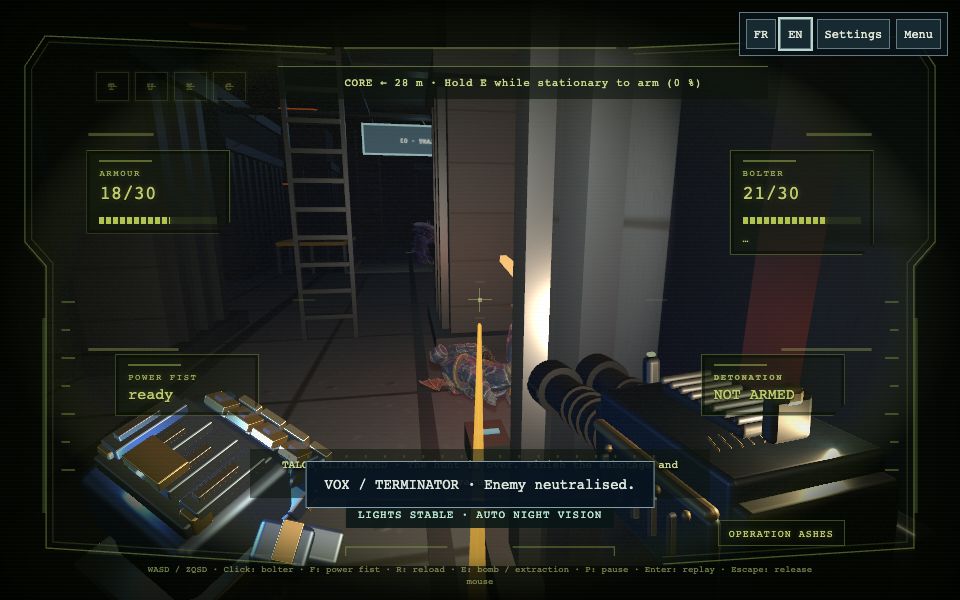 FR EN Settings Menu
CORE ← 28 m · Hold E while stationary to arm (0 %)
ARMOUR
18/30
BOLTER
21/30
…
POWER FIST
ready
DETONATION
NOT ARMED
TALON ELIMINATED · The hunt is over. Finish the sabotage and
VOX / TERMINATOR · Enemy neutralised.
LIGHTS STABLE · AUTO NIGHT VISION
OPERATION ASHES
WASD / ZQSD · Click: bolter · F: power fist · R: reload · E: bomb / extraction · P: pause · Enter: replay · Escape: release
mouse